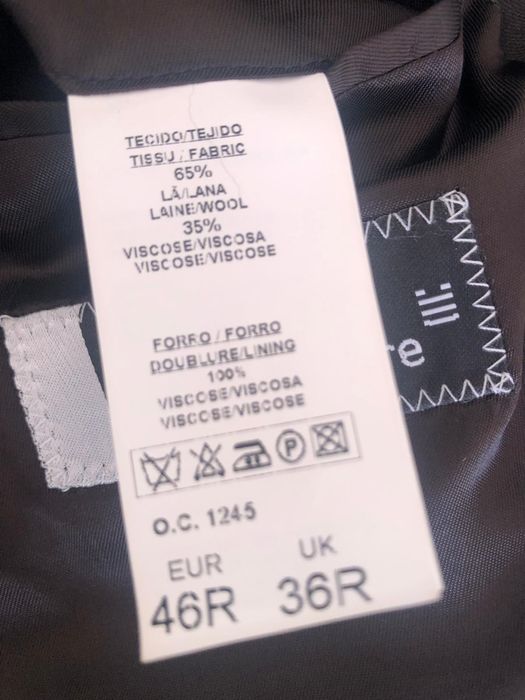 TECIDO/TEJIDO
TISSU / FABRIC
65%
LÃ/LANA
LAINE/WOOL
35%
VISCOSE/VISCOSA
VISCOSE/VISCOSE
FORRO / FORRO
DOUBLURE/LINING
100%
VISCOSE/VISCOSA
VISCOSE/VISCOSE
P
O.C. 1245
EUR UK
46R 36R